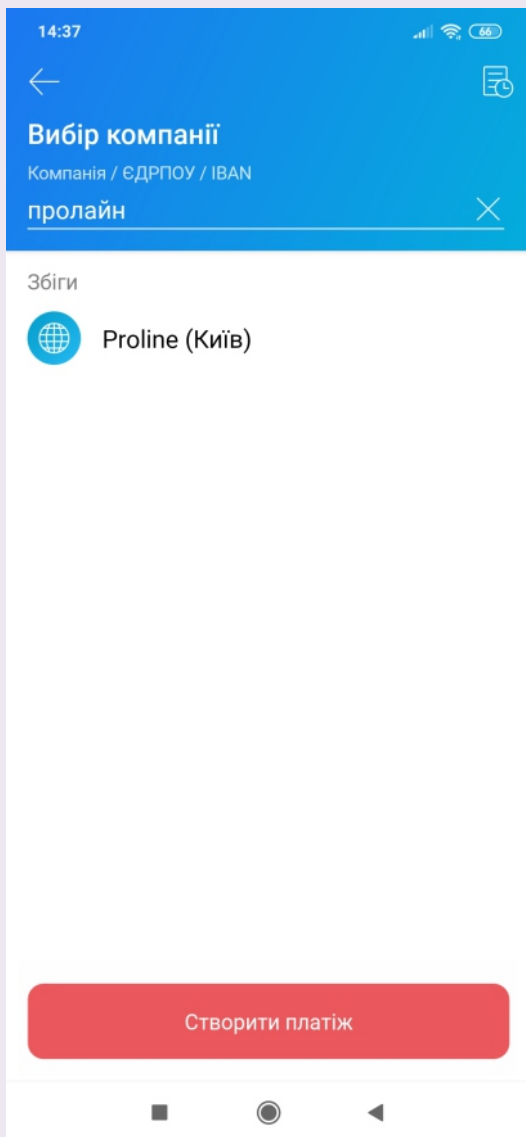 14:37
66
Вибір компанії
Компанія / ЄДРПОУ / IBAN
пролайн
Збіги
Proline (Київ)
Створити платіж